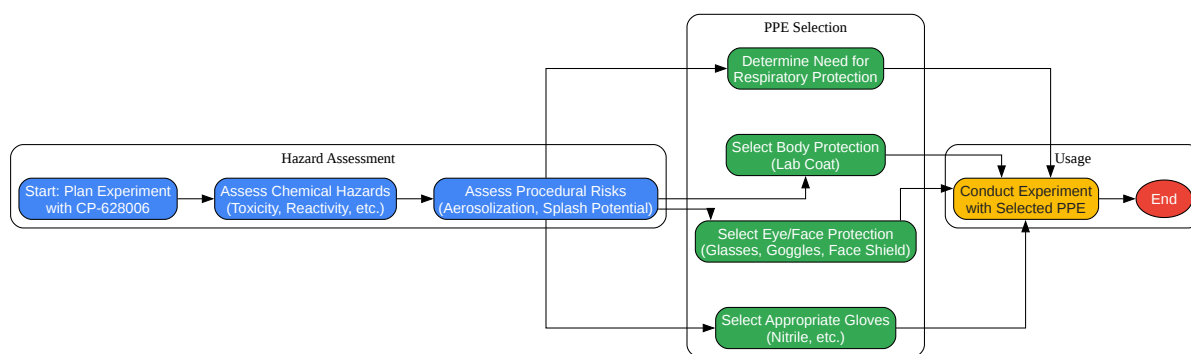 PPE Selection
Determine Need for
Respiratory Protection
Hazard Assessment
Select Body Protection
(Lab Coat)
Usage
Start: Plan Experiment
with CP-628006
Assess Chemical Hazards
(Toxicity, Reactivity, etc.)
Assess Procedural Risks
(Aerosolization, Splash Potential)
Conduct Experiment
with Selected PPE
End
Select Eye/Face Protection
(Glasses, Goggles, Face Shield)
Select Appropriate Gloves
(Nitrile, etc.)